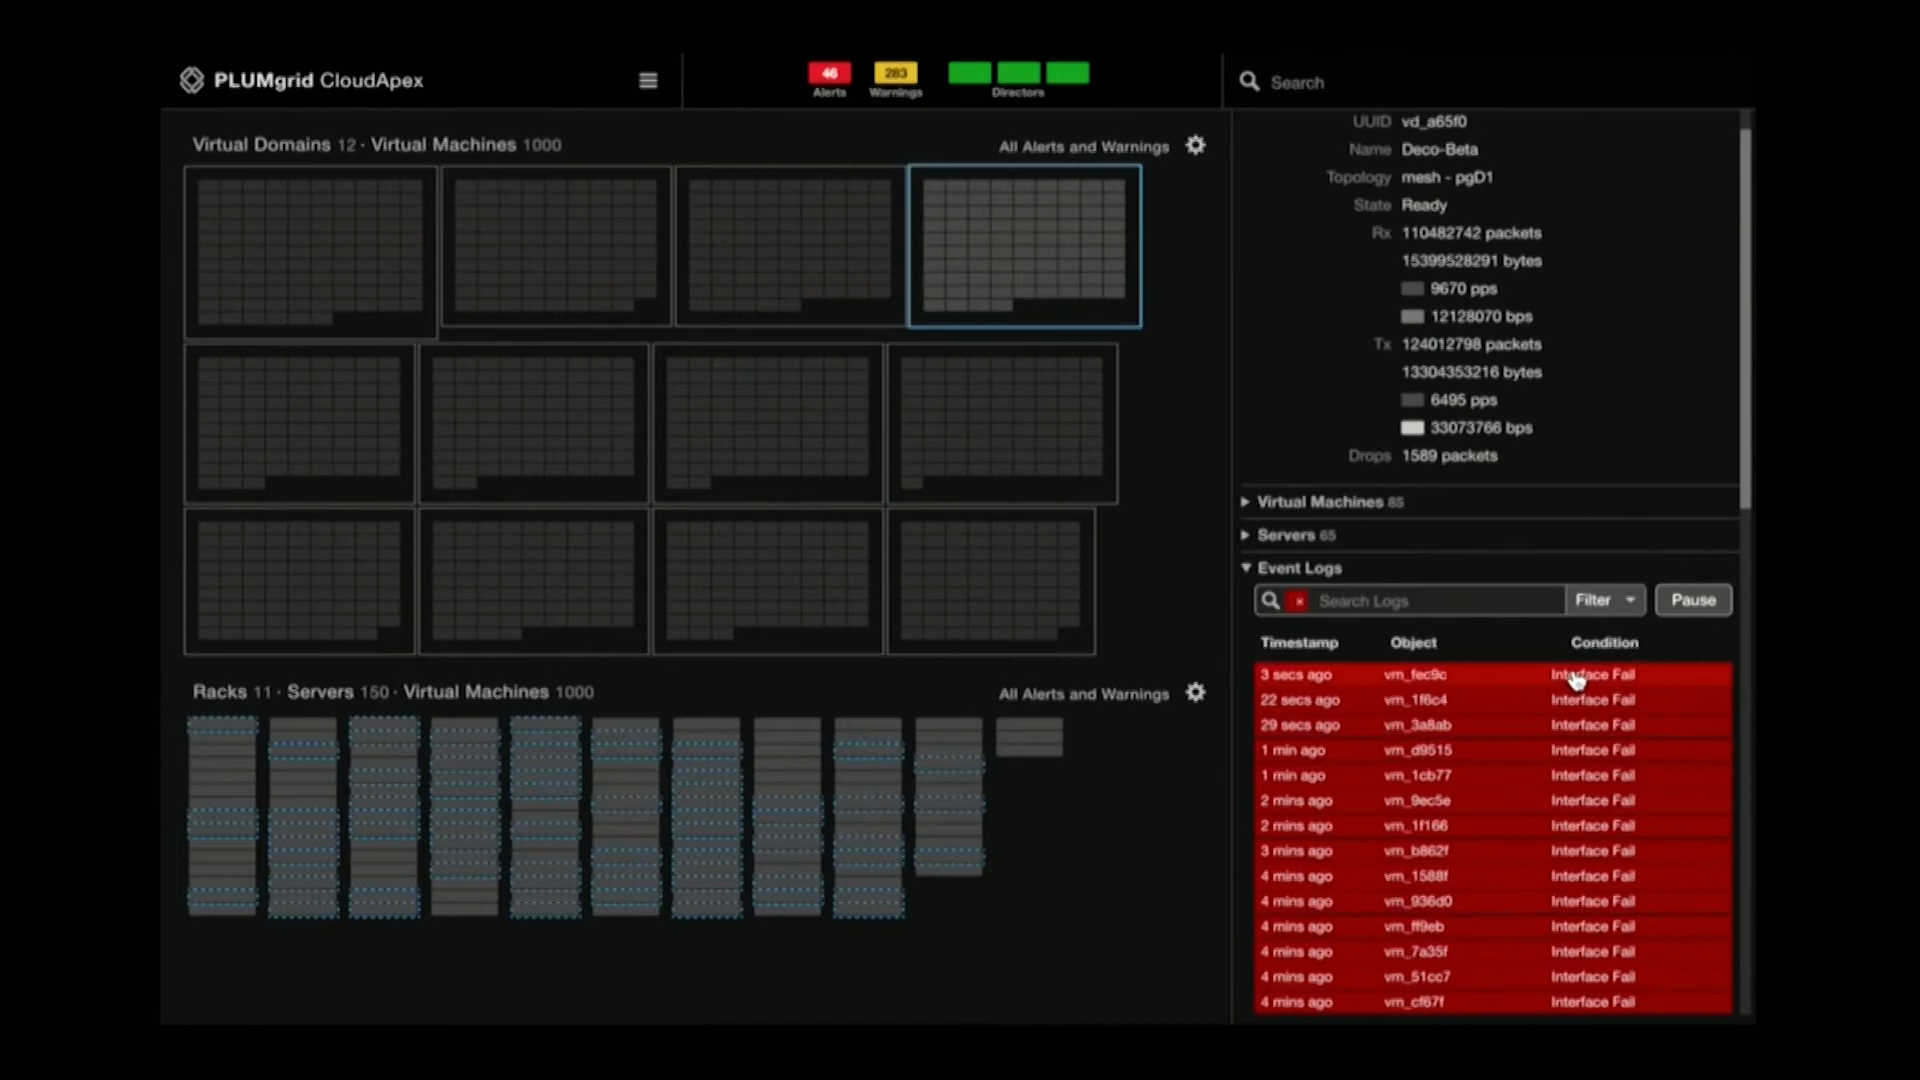 PLUMgrid CloudApex
46
Alerts
283
Warnings
Directors
Search
Virtual Domains 12 · Virtual Machines 1000
All Alerts and Warnings
UUID vd_a65f0
Name Deco-Beta
Topology mesh - pgD1
State Ready
Rx 110482742 packets
15399528291 bytes
9670 pps
12128070 bps
Tx 124012798 packets
13304353216 bytes
6495 pps
33073766 bps
Drops 1589 packets
Virtual Machines 85
Servers 65
Event Logs
Search Logs
Filter
Pause
Timestamp Object Condition
3 secs ago vm_fec9c Interface Fail
22 secs ago vm_1f6c4 Interface Fail
29 secs ago vm_3a8ab Interface Fail
1 min ago vm_d9515 Interface Fail
1 min ago vm_1cb77 Interface Fail
2 mins ago vm_9ec5e Interface Fail
2 mins ago vm_1f166 Interface Fail
3 mins ago vm_b862f Interface Fail
4 mins ago vm_1588f Interface Fail
4 mins ago vm_936d0 Interface Fail
4 mins ago vm_ff9eb Interface Fail
4 mins ago vm_7a35f Interface Fail
4 mins ago vm_51cc7 Interface Fail
4 mins ago vm_cf67f Interface Fail
Racks 11 · Servers 150 · Virtual Machines 1000
All Alerts and Warnings